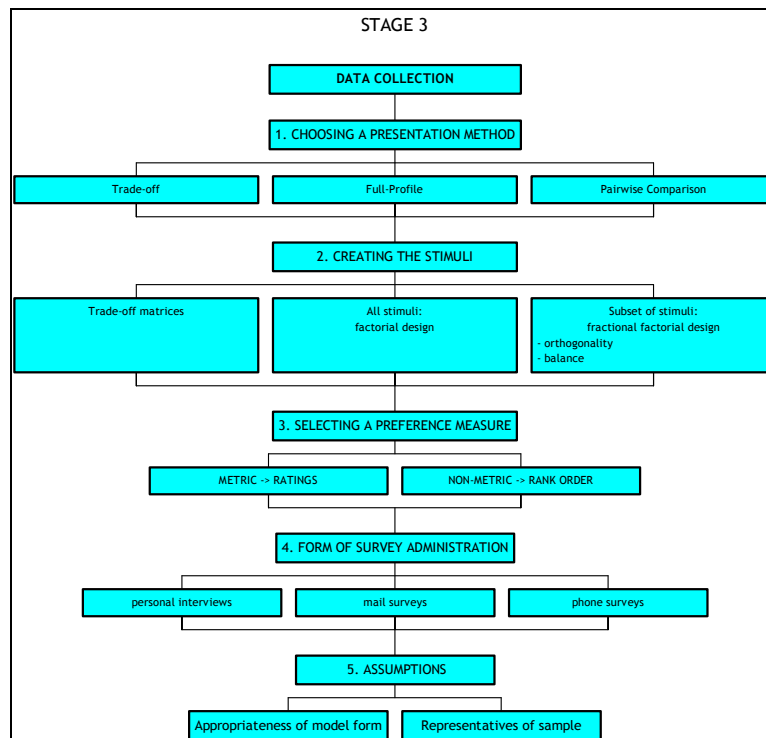 STAGE 3
DATA COLLECTION
1. CHOOSING A PRESENTATION METHOD
Trade-off
Full-Profile
Pairwise Comparison
2. CREATING THE STIMULI
Trade-off matrices
All stimuli:
factorial design
Subset of stimuli:
fractional factorial design
- orthogonality
- balance
3. SELECTING A PREFERENCE MEASURE
METRIC -> RATINGS
NON-METRIC -> RANK ORDER
4. FORM OF SURVEY ADMINISTRATION
personal interviews
mail surveys
phone surveys
5. ASSUMPTIONS
Appropriateness of model form
Representatives of sample